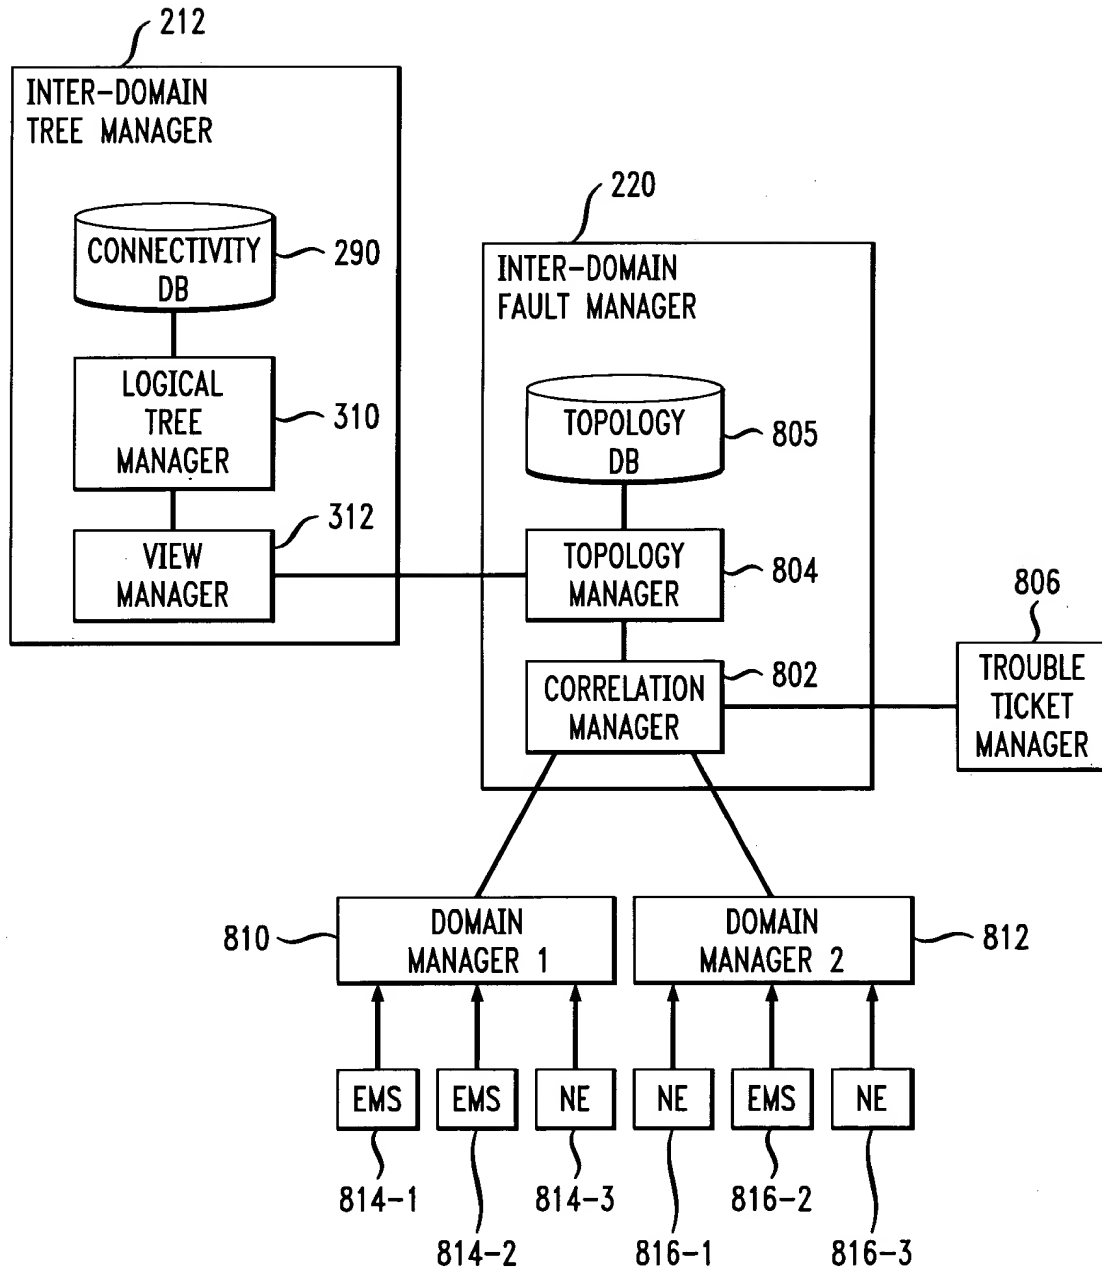 212
INTER-DOMAIN
TREE MANAGER
CONNECTIVITY
DB
290
LOGICAL
TREE
MANAGER
310
312
VIEW
MANAGER
220
INTER-DOMAIN
FAULT MANAGER
TOPOLOGY
DB
805
TOPOLOGY
MANAGER
804
802
CORRELATION
MANAGER
806
TROUBLE
TICKET
MANAGER
810
DOMAIN
MANAGER 1
DOMAIN
MANAGER 2
812
EMS
EMS
NE
NE
EMS
NE
814-1
814-2
814-3
816-1
816-2
816-3